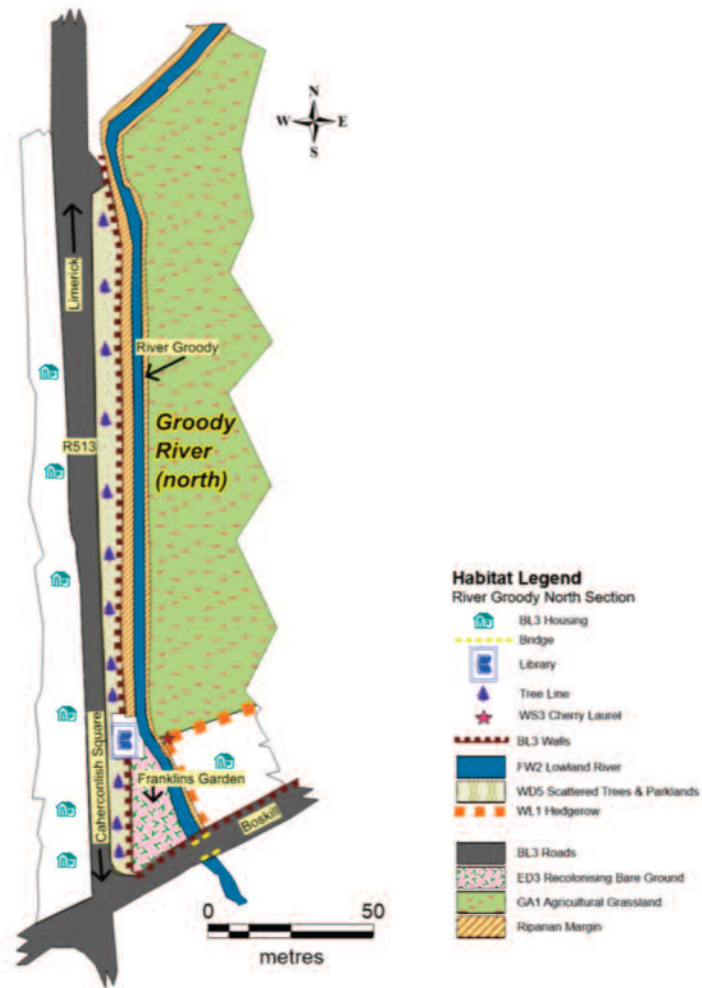 N
W E
S
Limerick
River Groody
R513
Groody
River
(north)
Caherconlish Square
Franklins Garden
Boskill
0 50
metres
Habitat Legend
River Groody North Section
BL3 Housing
Bridge
Library
Tree Line
WS3 Cherry Laurel
BL3 Walls
FW2 Lowland River
WD5 Scattered Trees & Parklands
WL1 Hedgerow
BL3 Roads
ED3 Recolonising Bare Ground
GA1 Agricultural Grassland
Riparian Margin